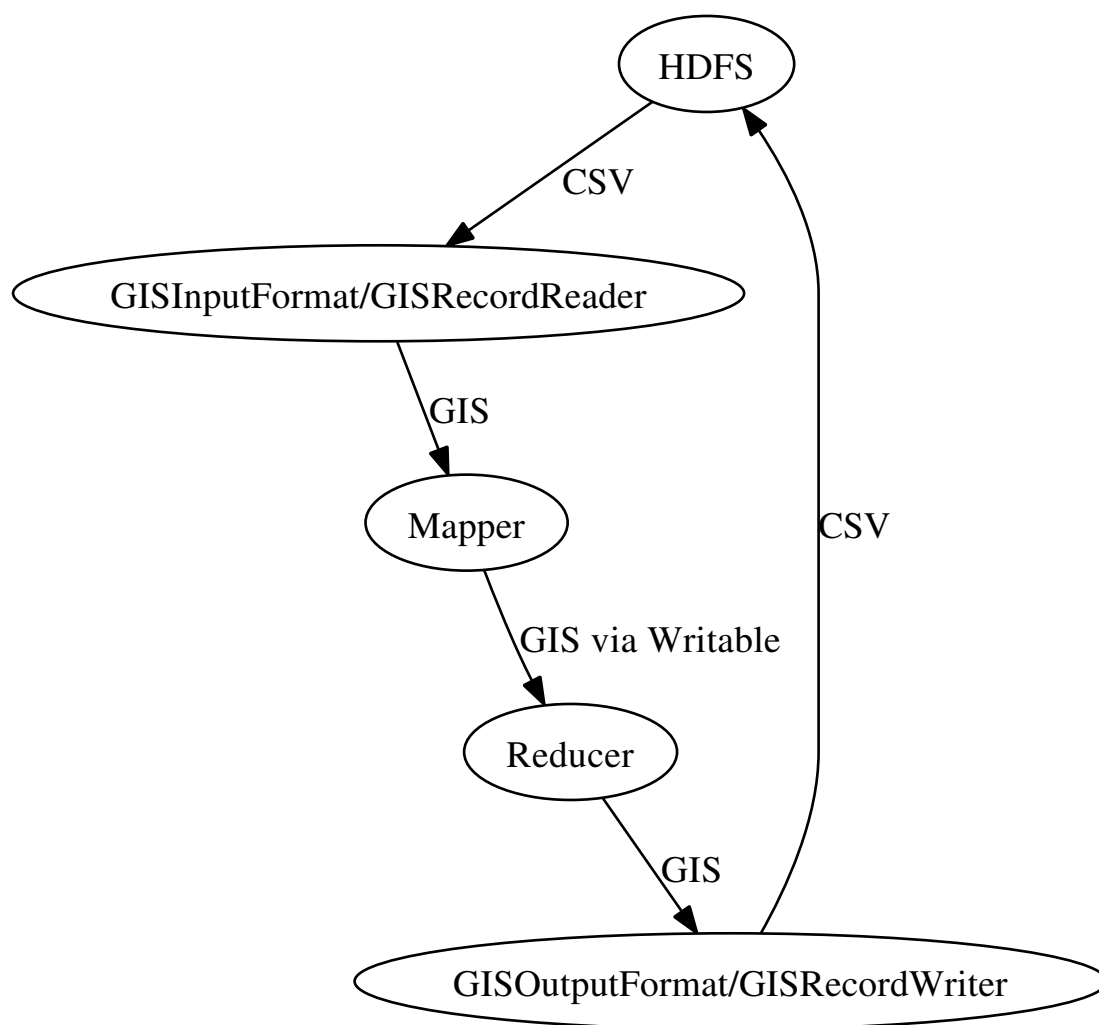 HDFS
CSV
GISInputFormat/GISRecordReader
GIS
Mapper
CSV
GIS via Writable
Reducer
GIS
GISOutputFormat/GISRecordWriter